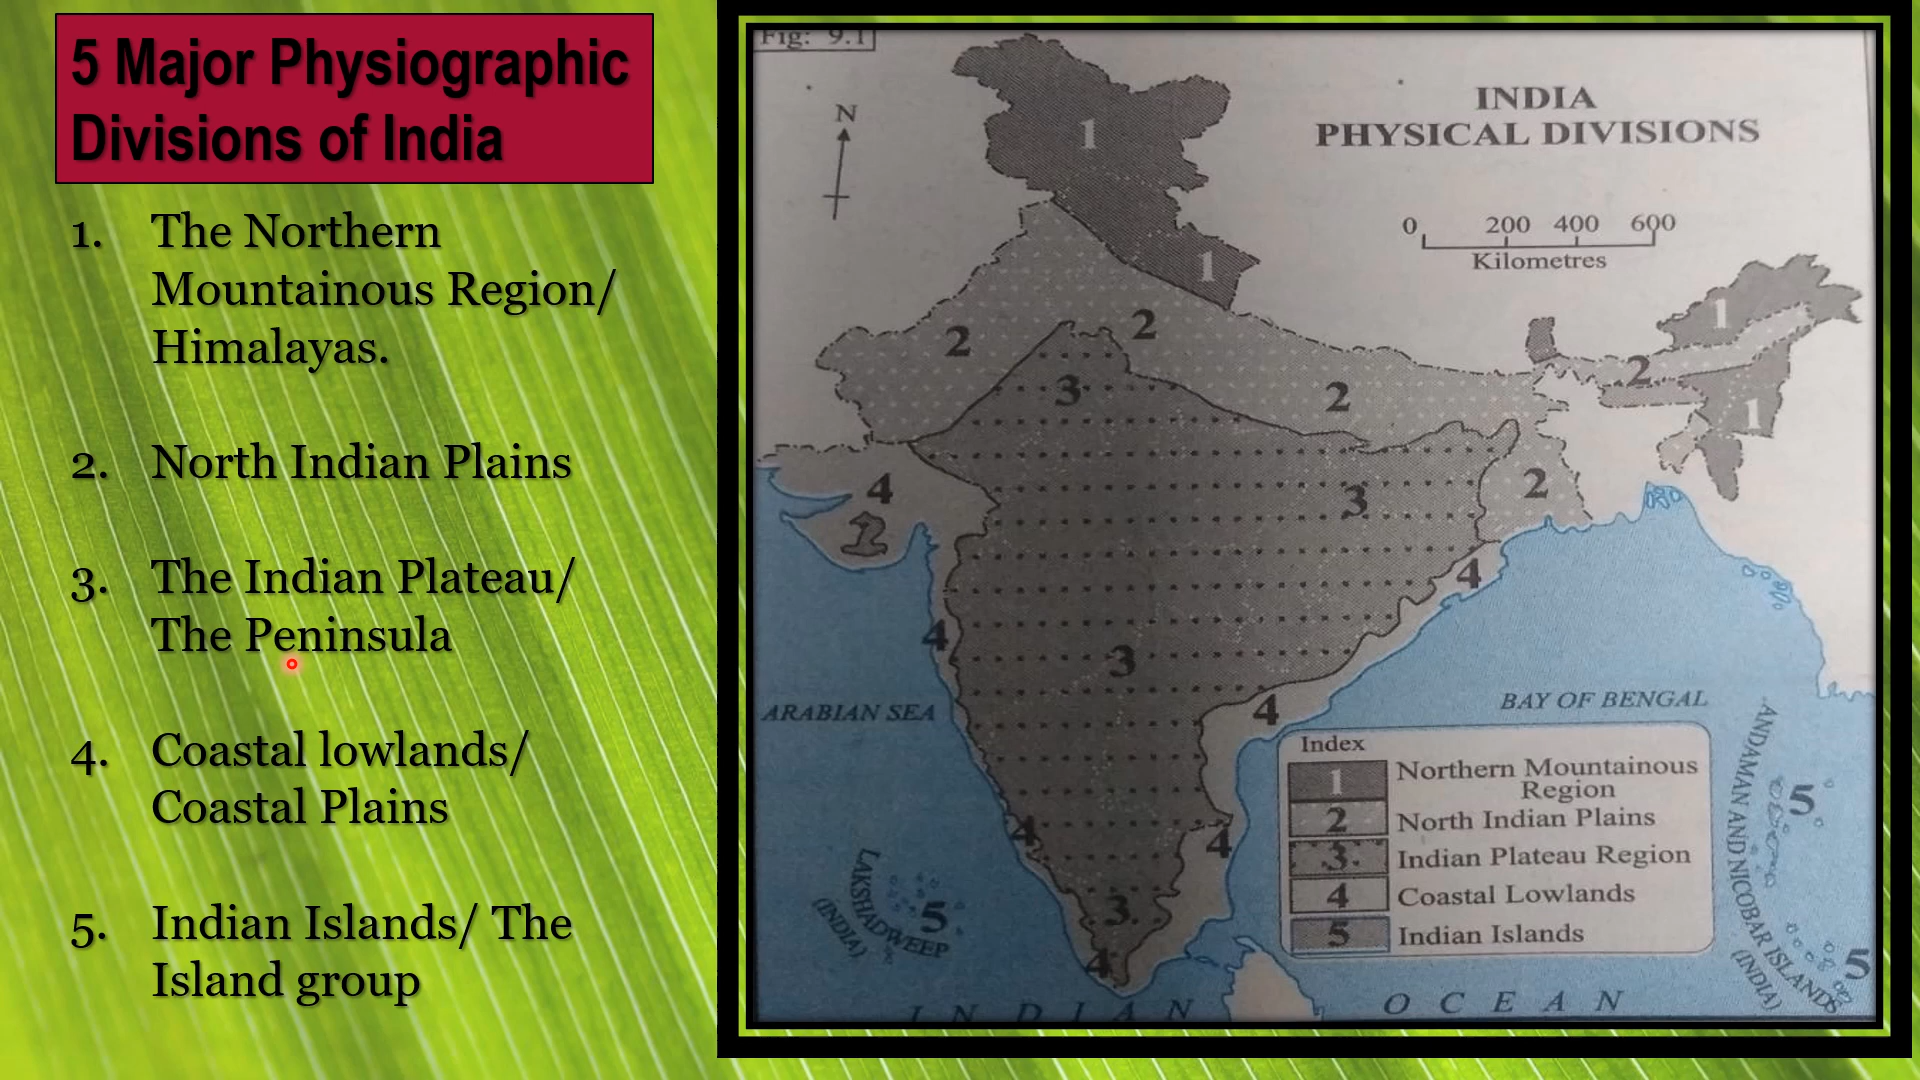 5 Major Physiographic
Divisions of India
1. The Northern
Mountainous Region/
Himalayas.
2. North Indian Plains
3. The Indian Plateau/
The Peninsula
4. Coastal lowlands/
Coastal Plains
5. Indian Islands/ The
Island group
Fig: 9.1
N
INDIA
PHYSICAL DIVISIONS
0 200 400 600
Kilometres
1
1
1
2
2
2
2
3
1
4
3
2
4
4
3
ARABIAN SEA
BAY OF BENGAL
4
Index
1 Northern Mountainous
Region
2 North Indian Plains
3 Indian Plateau Region
4 Coastal Lowlands
5 Indian Islands
4
4
3
4
LAKSHADWEEP
(INDIA)
5
ANDAMAN AND NICOBAR ISLANDS
(INDIA)
5
5
INDIAN OCEAN